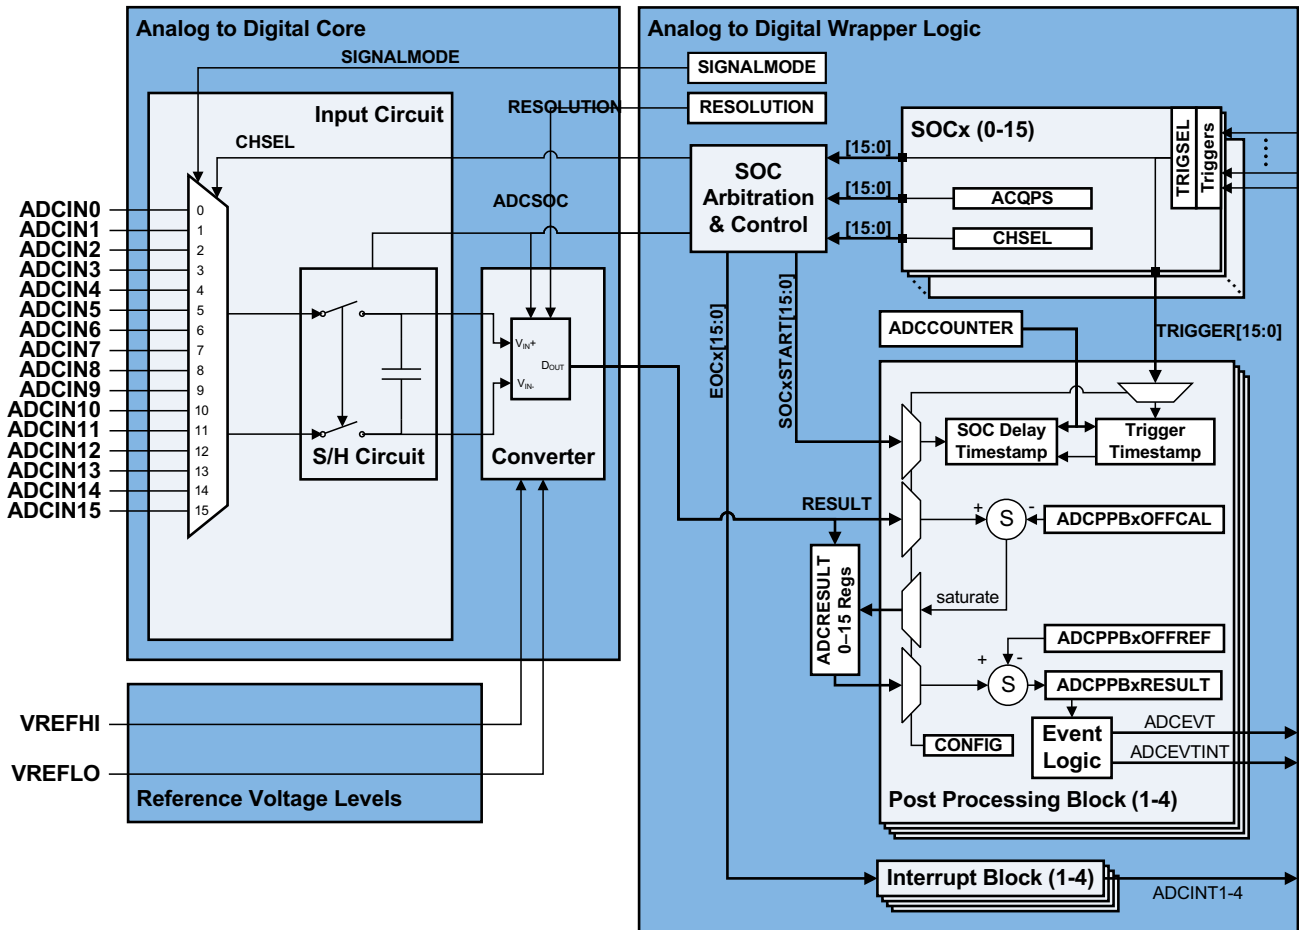 Analog to Digital Core
SIGNALMODE
RESOLUTION
Input Circuit
CHSEL
ADCSOC
ADCIN0
ADCIN1
ADCIN2
ADCIN3
ADCIN4
ADCIN5
ADCIN6
ADCIN7
ADCIN8
ADCIN9
ADCIN10
ADCIN11
ADCIN12
ADCIN13
ADCIN14
ADCIN15
0
1
2
3
4
5
6
7
8
9
10
11
12
13
14
15
S/H Circuit
VIN+
DOUT
VIN-
Converter
VREFHI
VREFLO
Reference Voltage Levels
Analog to Digital Wrapper Logic
SIGNALMODE
RESOLUTION
SOC
Arbitration
& Control
[15:0]
[15:0]
[15:0]
SOCx (0-15)
ACQPS
CHSEL
TRIGSEL
Triggers
EOCx[15:0]
SOCxSTART[15:0]
ADCCOUNTER
TRIGGER[15:0]
SOC Delay
Timestamp
Trigger
Timestamp
RESULT
+
S
-
ADCPPBxOFFCAL
ADCRESULT
0–15 Regs
saturate
ADCPPBxOFFREF
+
-
S
ADCPPBxRESULT
CONFIG
Event
Logic
ADCEVT
ADCEVTINT
Post Processing Block (1-4)
Interrupt Block (1-4)
ADCINT1-4